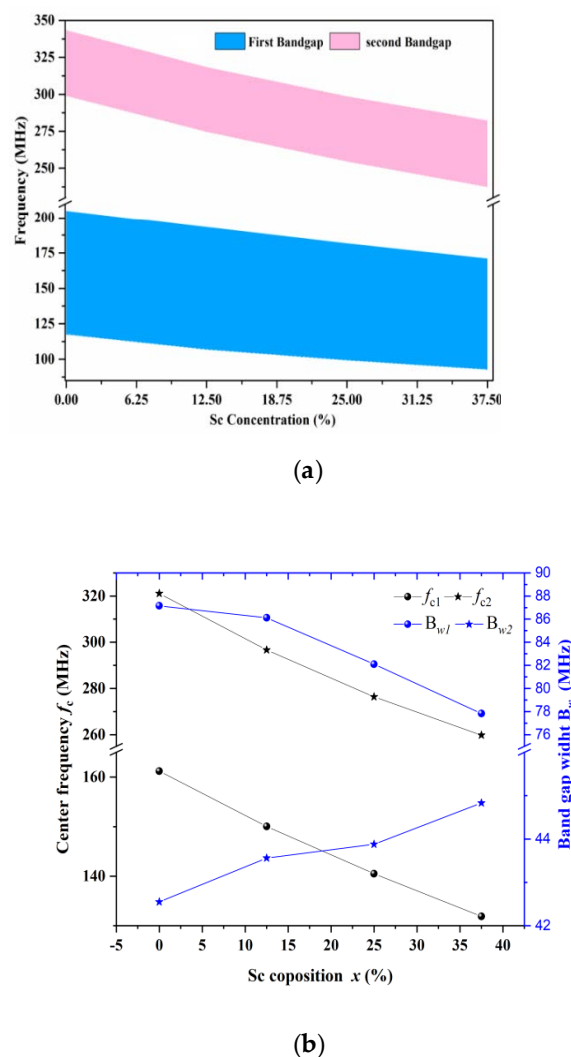 350
325
300
275
250
200
175
150
125
100
Frequency (MHz)
First Bandgap second Bandgap
0.00 6.25 12.50 18.75 25.00 31.25 37.50
Sc Concentration (%)
(a)
320
300
280
260
160
140
Center frequency fc (MHz)
fc1 fc2
Bw1 Bw2
90
88
86
84
82
80
78
76
44
42
Band gap widht Bw (MHz)
-5 0 5 10 15 20 25 30 35 40
Sc coposition x (%)
(b)